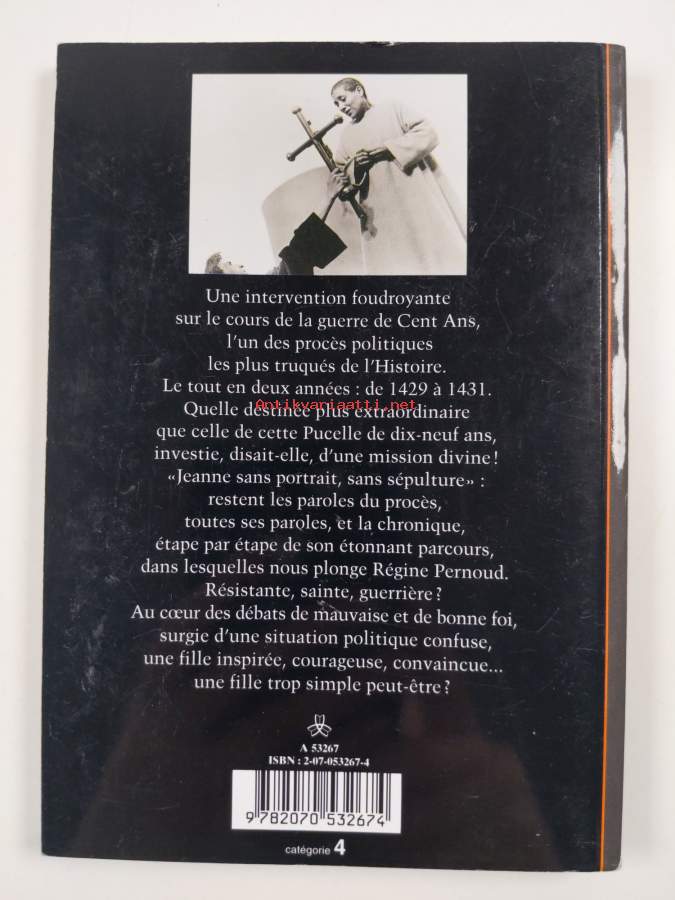 Une intervention foudroyante
sur le cours de la guerre de Cent Ans,
l'un des procès politiques
les plus truqués de l'Histoire.
Le tout en deux années : de 1429 à 1431.
Antikvariaatti.net
Quelle destinée plus extraordinaire
que celle de cette Pucelle de dix-neuf ans,
investie, disait-elle, d'une mission divine !
«Jeanne sans portrait, sans sépulture» :
restent les paroles du procès,
toutes ses paroles, et la chronique,
étape par étape de son étonnant parcours,
dans lesquelles nous plonge Régine Pernoud.
Résistante, sainte, guerrière ?
Au cœur des débats de mauvaise et de bonne foi,
surgie d'une situation politique confuse,
une fille inspirée, courageuse, convaincue...
une fille trop simple peut-être ?
A 53267
ISBN : 2-07-053267-4
9 782070 532674
catégorie 4